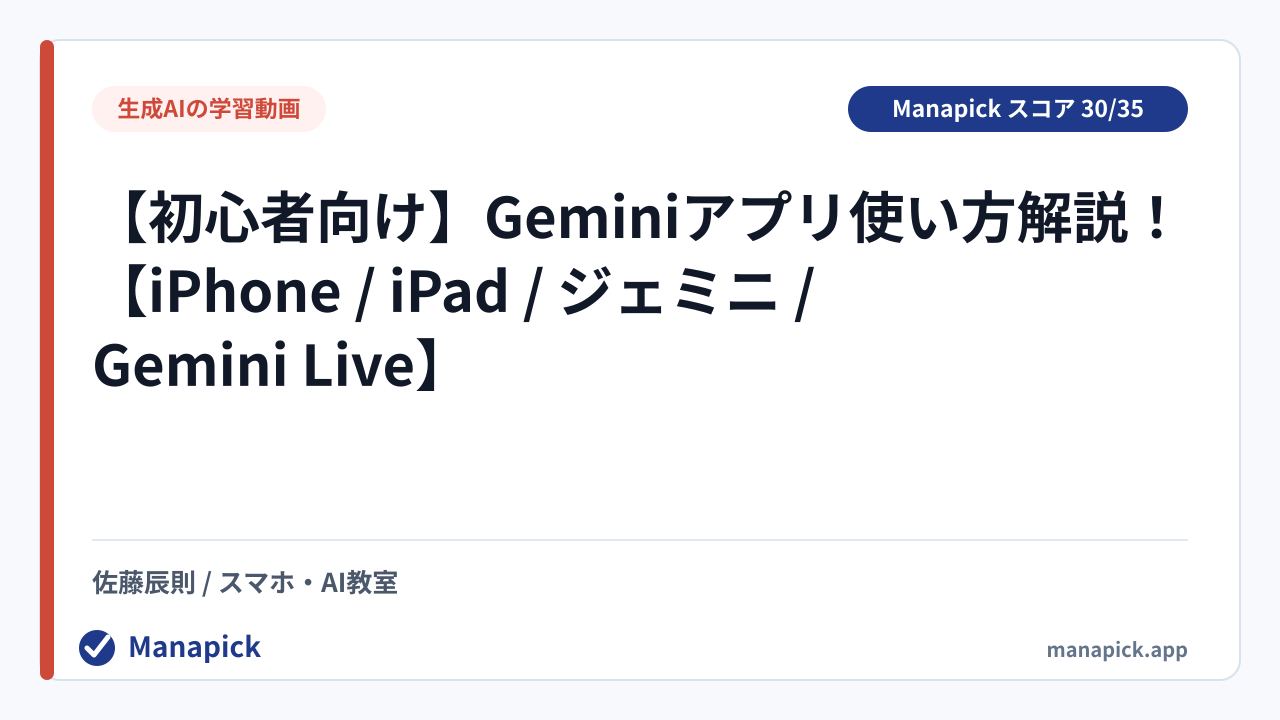 生成AIの学習動画
Manapick スコア 30/35
【初心者向け】Geminiアプリ使い方解説！
【iPhone / iPad / ジェミニ /
Gemini Live】
佐藤辰則 / スマホ・AI教室
Manapick
manapick.app